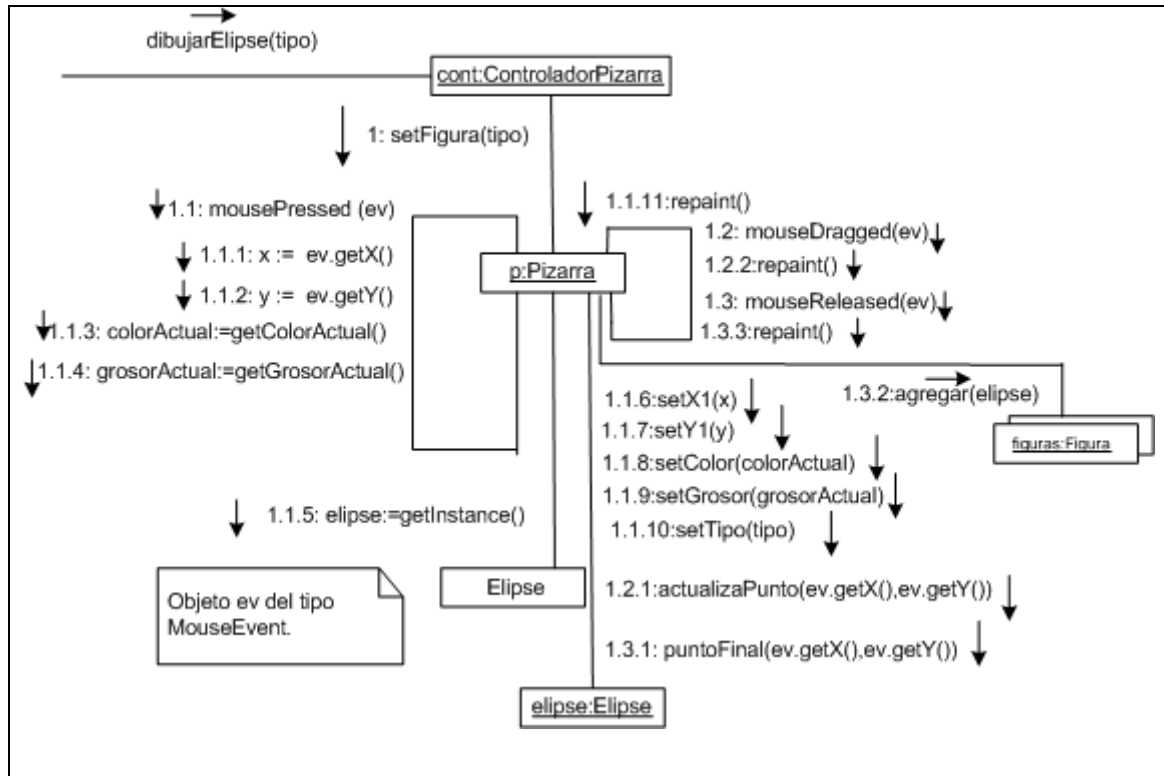 dibujarElipse(tipo)
cont:ControladorPizarra
1: setFigura(tipo)
1.1: mousePressed (ev)
1.1.1: x := ev.getX()
1.1.2: y := ev.getY()
1.1.3: colorActual:=getColorActual()
1.1.4: grosorActual:=getGrosorActual()
p:Pizarra
1.1.11:repaint()
1.2: mouseDragged(ev)
1.2.2:repaint()
1.3: mouseReleased(ev)
1.3.3:repaint()
1.3.2:agregar(elipse)
figuras:Figura
1.1.6:setX1(x)
1.1.7:setY1(y)
1.1.8:setColor(colorActual)
1.1.9:setGrosor(grosorActual)
1.1.10:setTipo(tipo)
1.1.5: elipse:=getInstance()
Objeto ev del tipo
MouseEvent.
Elipse
1.2.1:actualizaPunto(ev.getX(),ev.getY())
1.3.1: puntoFinal(ev.getX(),ev.getY())
elipse:Elipse